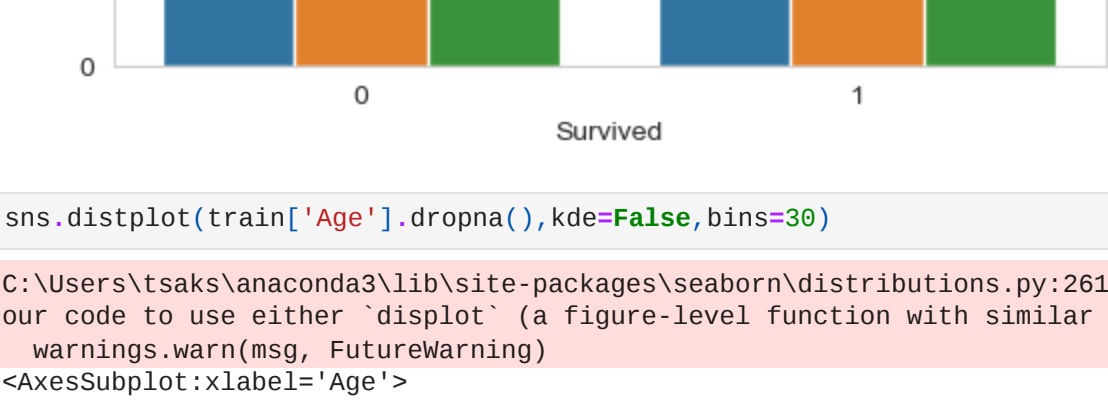 0
0 1
Survived
sns.distplot(train['Age'].dropna(),kde=False,bins=30)
C:\Users\tsaks\anaconda3\lib\site-packages\seaborn\distributions.py:261
our code to use either `displot` (a figure-level function with similar
warnings.warn(msg, FutureWarning)
<AxesSubplot:xlabel='Age'>